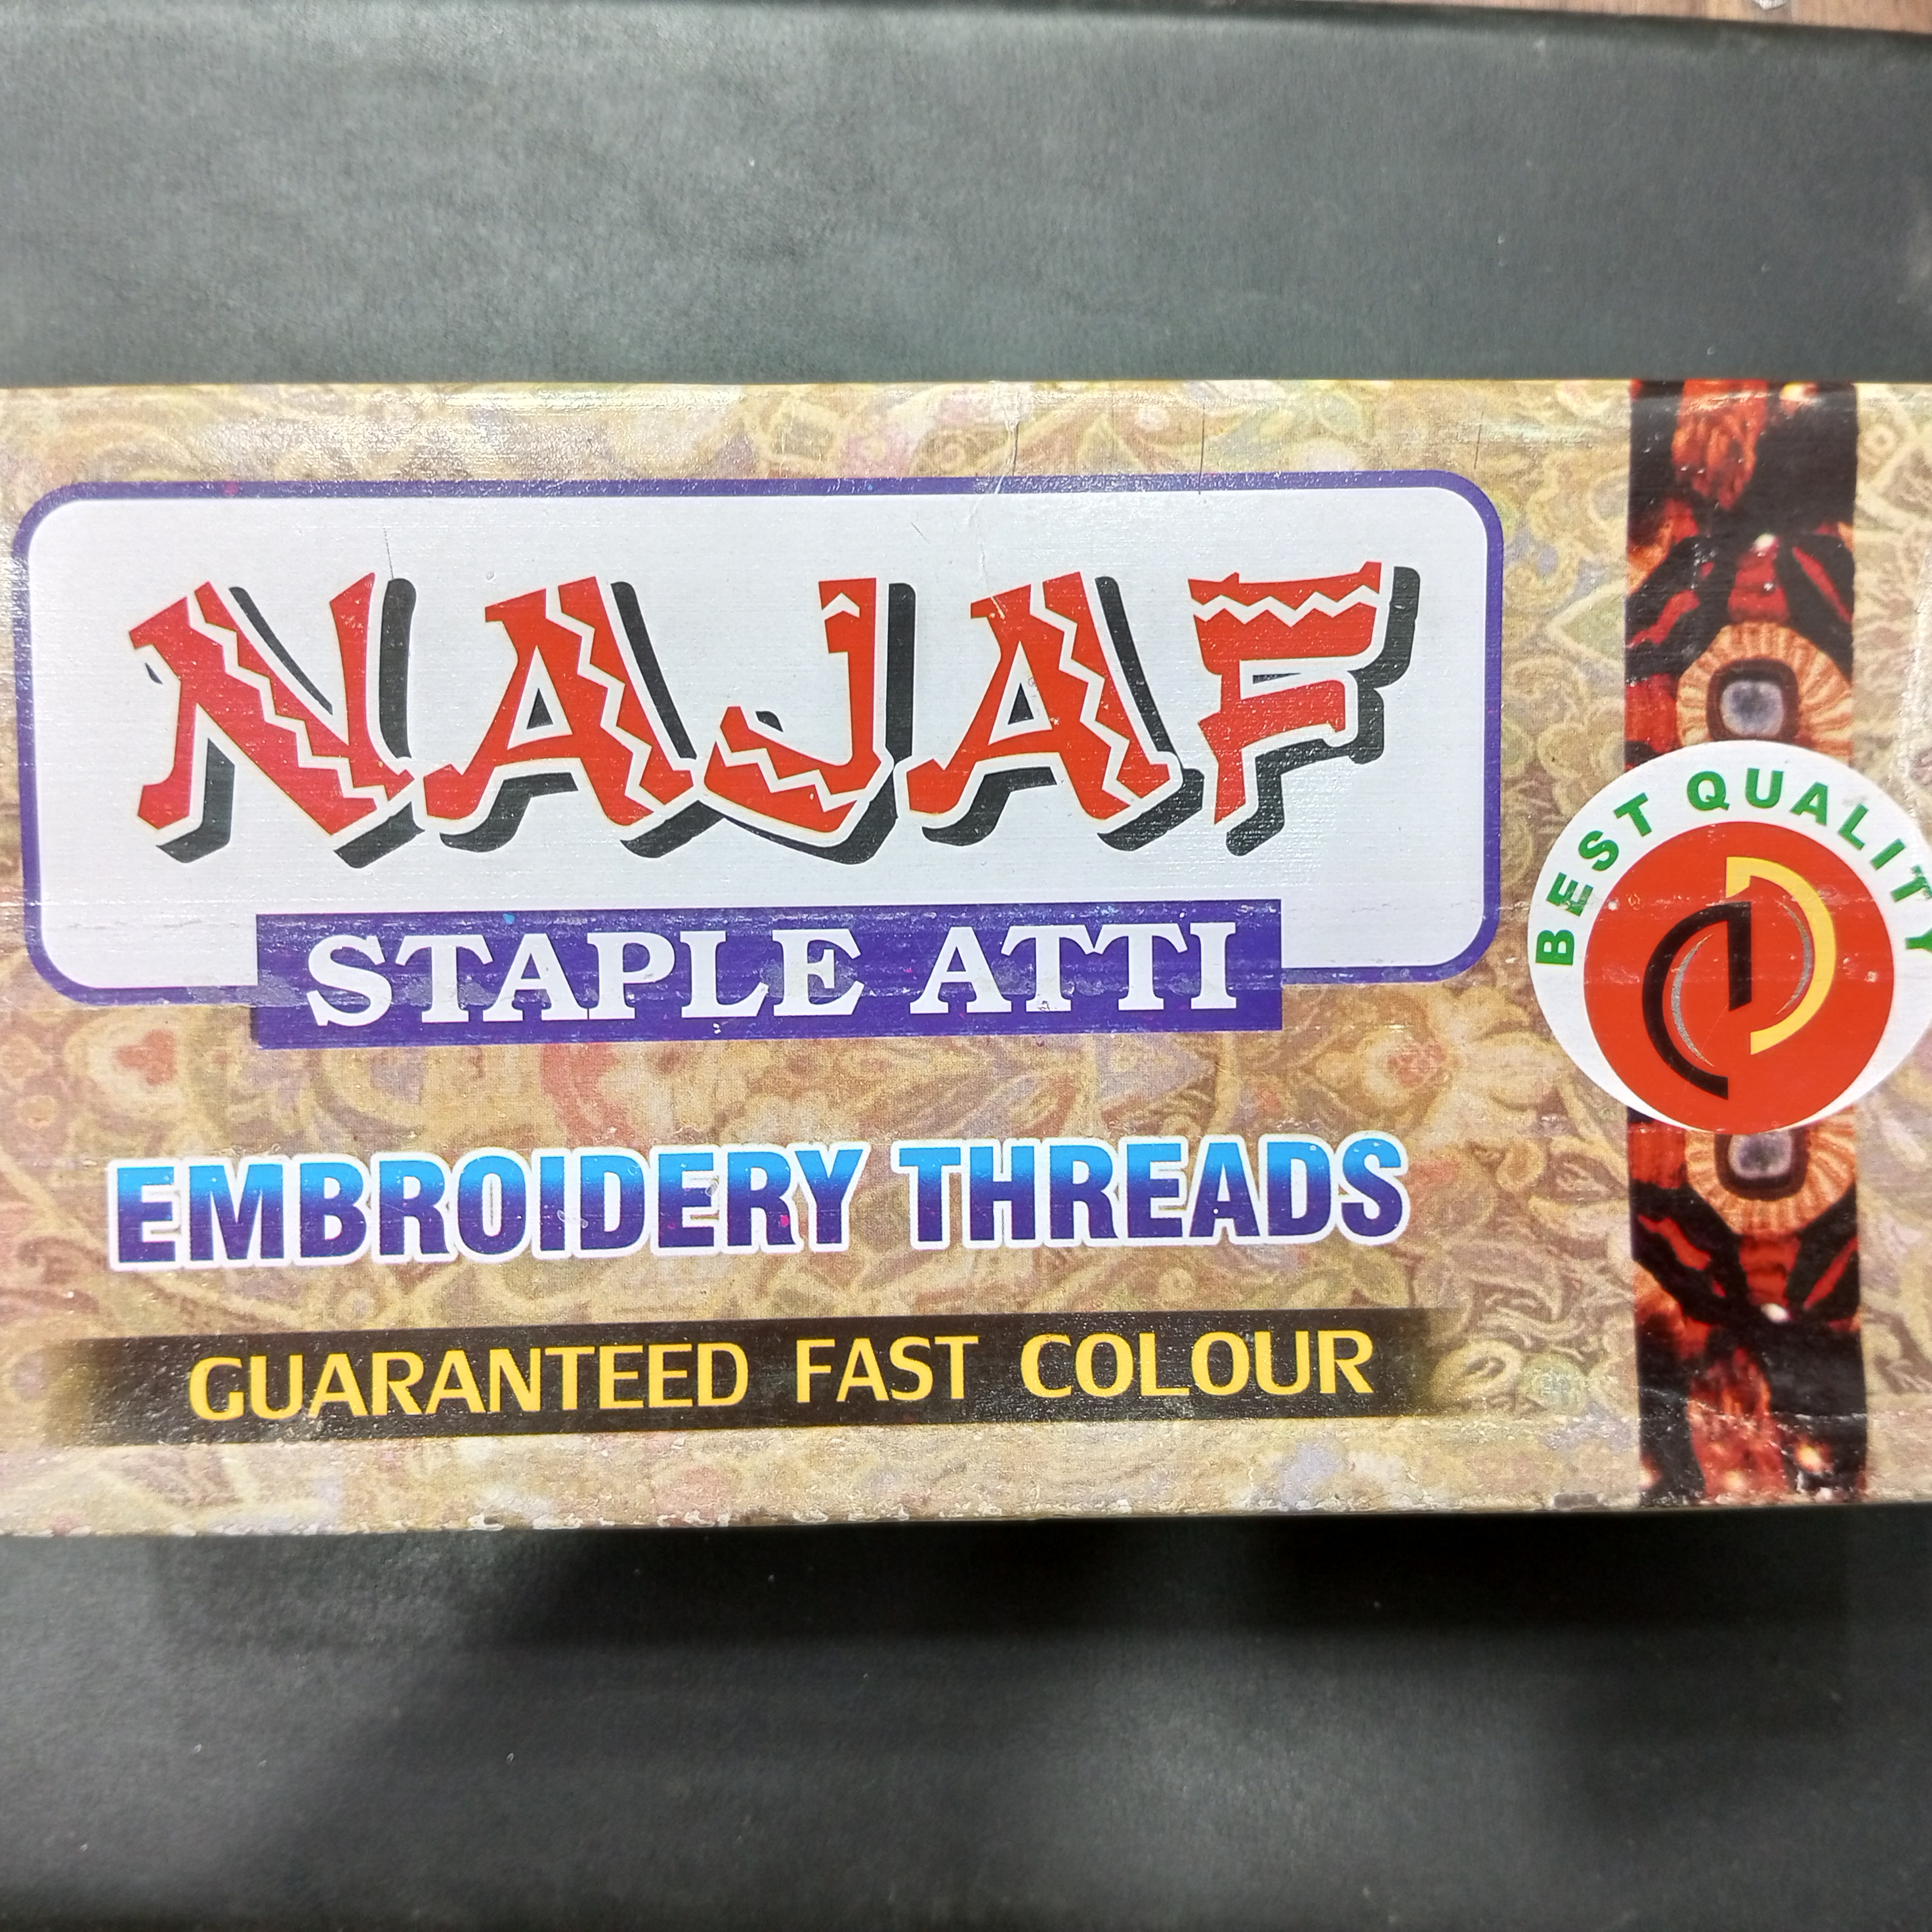 NAJAF
STAPLE ATTI
BEST QUALITY
EMBROIDERY THREADS
GUARANTEED FAST COLOUR